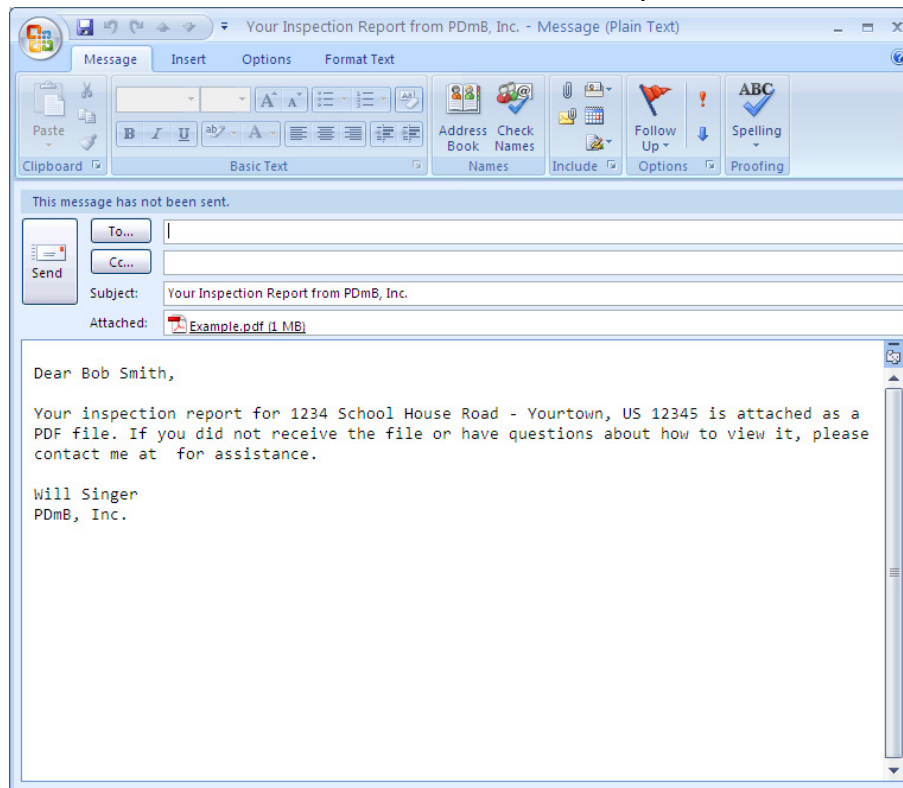 Your Inspection Report from PDmB, Inc. - Message (Plain Text)
Message Insert Options Format Text
Paste
B I U ab A
Address Book
Check Names
Follow Up
ABC
Spelling
Clipboard Basic Text Names Include Options Proofing
This message has not been sent.
To...
Cc...
Send
Subject: Your Inspection Report from PDmB, Inc.
Attached: Example.pdf (1 MB)
Dear Bob Smith,
Your inspection report for 1234 School House Road - Yourtown, US 12345 is attached as a
PDF file. If you did not receive the file or have questions about how to view it, please
contact me at  for assistance.
Will Singer
PDmB, Inc.